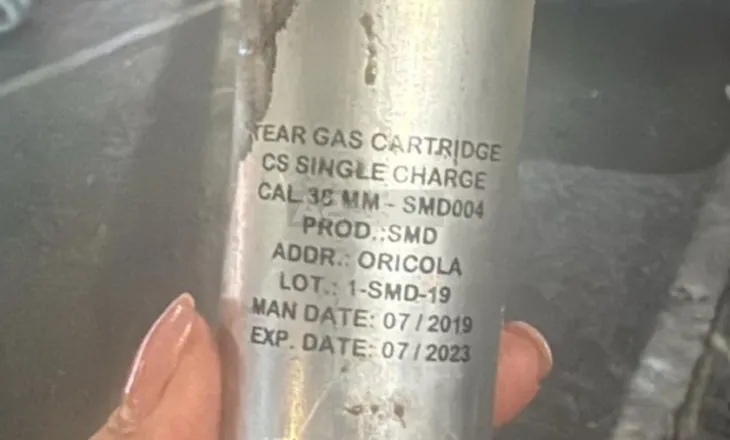 TEAR GAS CARTRIDGE
CS SINGLE CHARGE
CAL. 38 MM - SMD004
PROD.:SMD
ADDR.: ORICOLA
LOT.: 1-SMD-19
MAN DATE: 07/2019
EXP. DATE: 07/2023